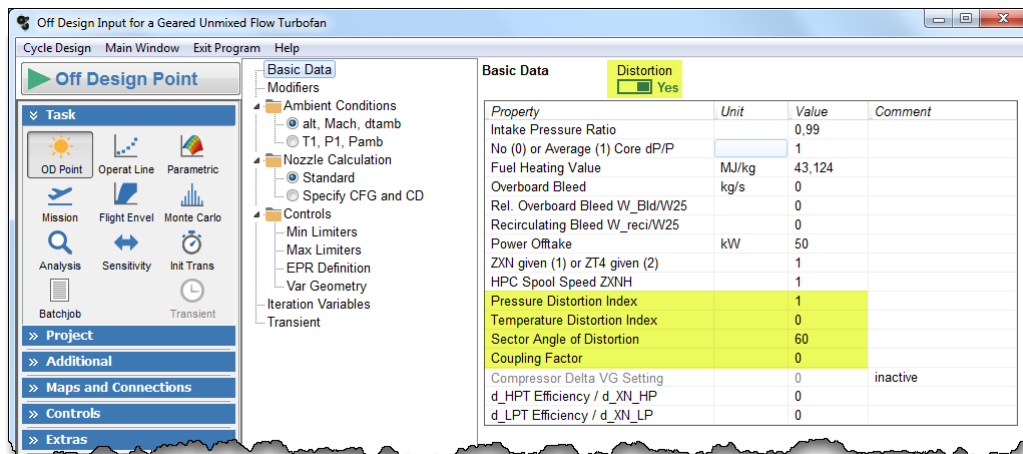 Off Design Input for a Geared Unmixed Flow Turbofan
Cycle Design Main Window Exit Program Help
Off Design Point
Task
OD Point Operat Line Parametric
Mission Flight Envel Monte Carlo
Analysis Sensitivity Init Trans
Batchjob Transient
Project
Additional
Maps and Connections
Controls
Extras
Basic Data
Modifiers
Ambient Conditions
alt, Mach, dtamb
T1, P1, Pamb
Nozzle Calculation
Standard
Specify CFG and CD
Controls
Min Limiters
Max Limiters
EPR Definition
Var Geometry
Iteration Variables
Transient
Basic Data
Distortion
Yes
Property Unit Value Comment
Intake Pressure Ratio 0,99
No (0) or Average (1) Core dP/P 1
Fuel Heating Value MJ/kg 43,124
Overboard Bleed kg/s 0
Rel. Overboard Bleed W_Bld/W25 0
Recirculating Bleed W_reci/W25 0
Power Offtake kW 50
ZXN given (1) or ZT4 given (2) 1
HPC Spool Speed ZXNH 1
Pressure Distortion Index 1
Temperature Distortion Index 0
Sector Angle of Distortion 60
Coupling Factor 0
Compressor Delta VG Setting 0 inactive
d_HPT Efficiency / d_XN_HP 0
d_LPT Efficiency / d_XN_LP 0